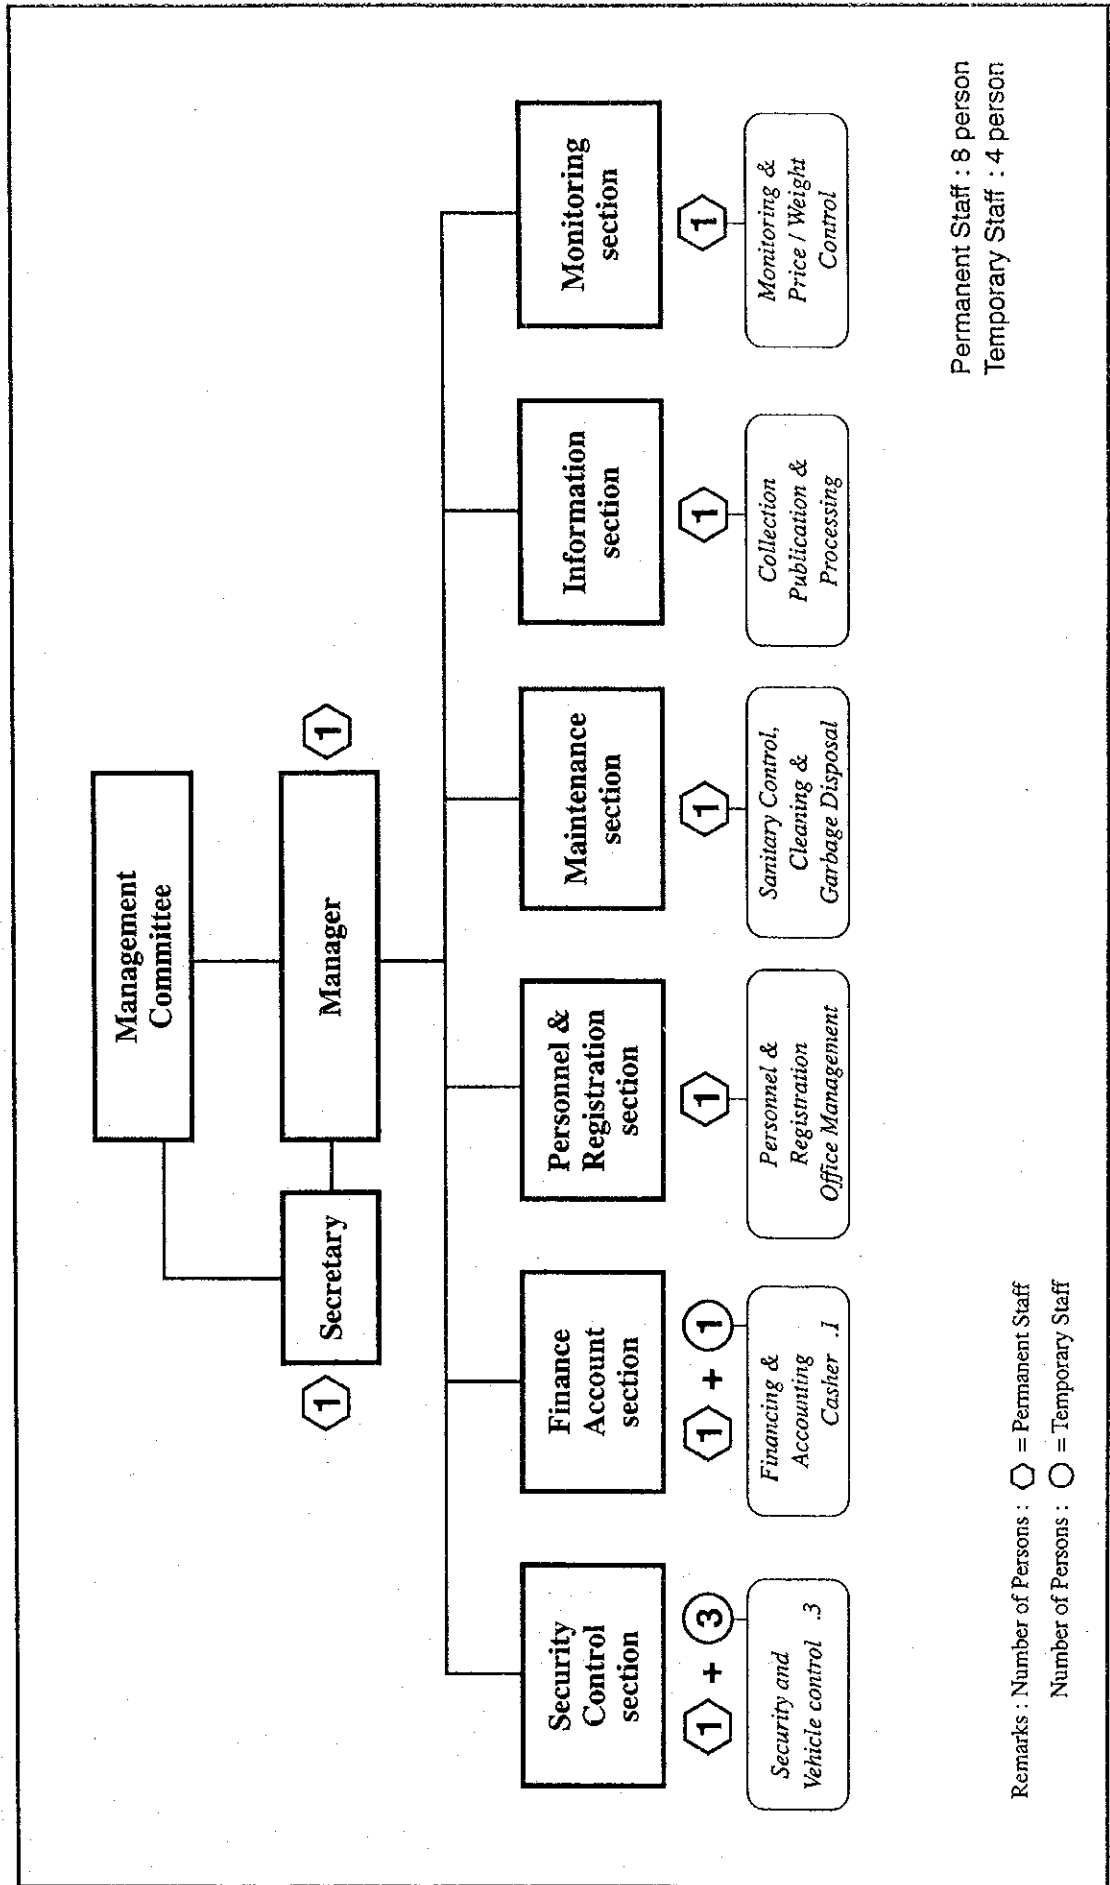 Management
Committee
Secretary
Manager
1
1
Security
Control
section
Finance
Account
section
Personnel &
Registration
section
Maintenance
section
Information
section
Monitoring
section
1 + 3
1 + 1
1
1
1
1
Security and
Vehicle control .3
Financing &
Accounting
Casher .1
Personnel &
Registration
Office Management
Sanitary Control,
Cleaning &
Garbage Disposal
Collection
Publication &
Processing
Monitoring &
Price / Weight
Control
Permanent Staff : 8 person
Temporary Staff : 4 person
Remarks : Number of Persons : ⬡ = Permanent Staff
Number of Persons : ○ = Temporary Staff